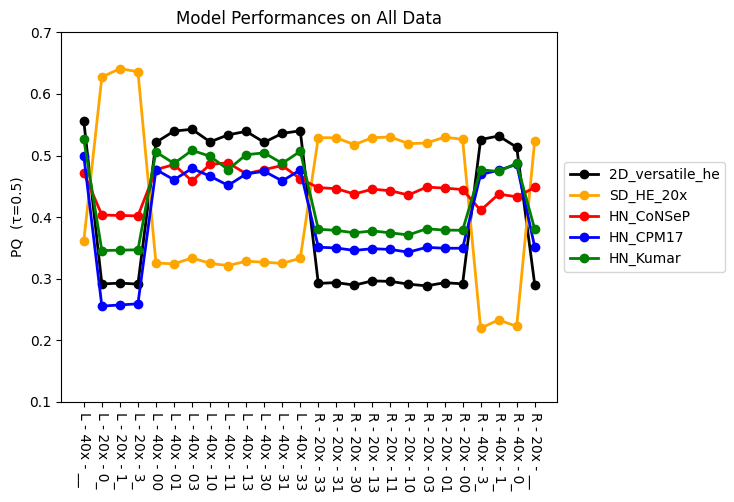 Model Performances on All Data
0.7
0.6
0.5
0.4
0.3
0.2
0.1
PQ (τ=0.5)
L - 40x - __
L - 20x - 0_
L - 20x - 1_
L - 20x - 3_
L - 40x - 00
L - 40x - 01
L - 40x - 03
L - 40x - 10
L - 40x - 11
L - 40x - 13
L - 40x - 30
L - 40x - 31
L - 40x - 33
R - 20x - 33
R - 20x - 31
R - 20x - 30
R - 20x - 13
R - 20x - 11
R - 20x - 10
R - 20x - 03
R - 20x - 01
R - 20x - 00
R - 40x - 3_
R - 40x - 1_
R - 40x - 0_
R - 20x - __
2D_versatile_he
SD_HE_20x
HN_CoNSeP
HN_CPM17
HN_Kumar